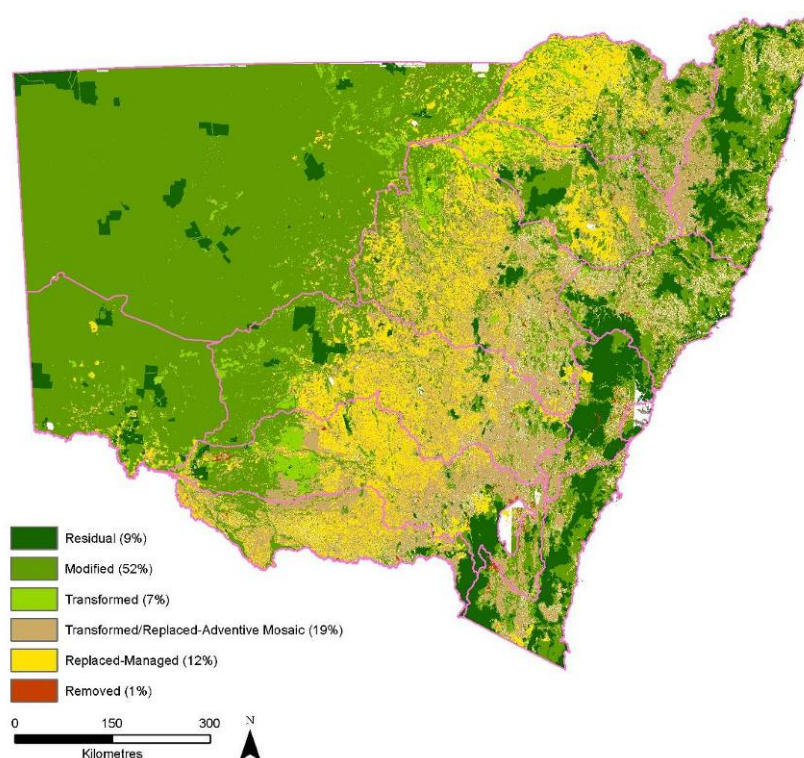 Residual (9%)
Modified (52%)
Transformed (7%)
Transformed/Replaced-Adventive Mosaic (19%)
Replaced-Managed (12%)
Removed (1%)
0 150 300
Kilometres
N